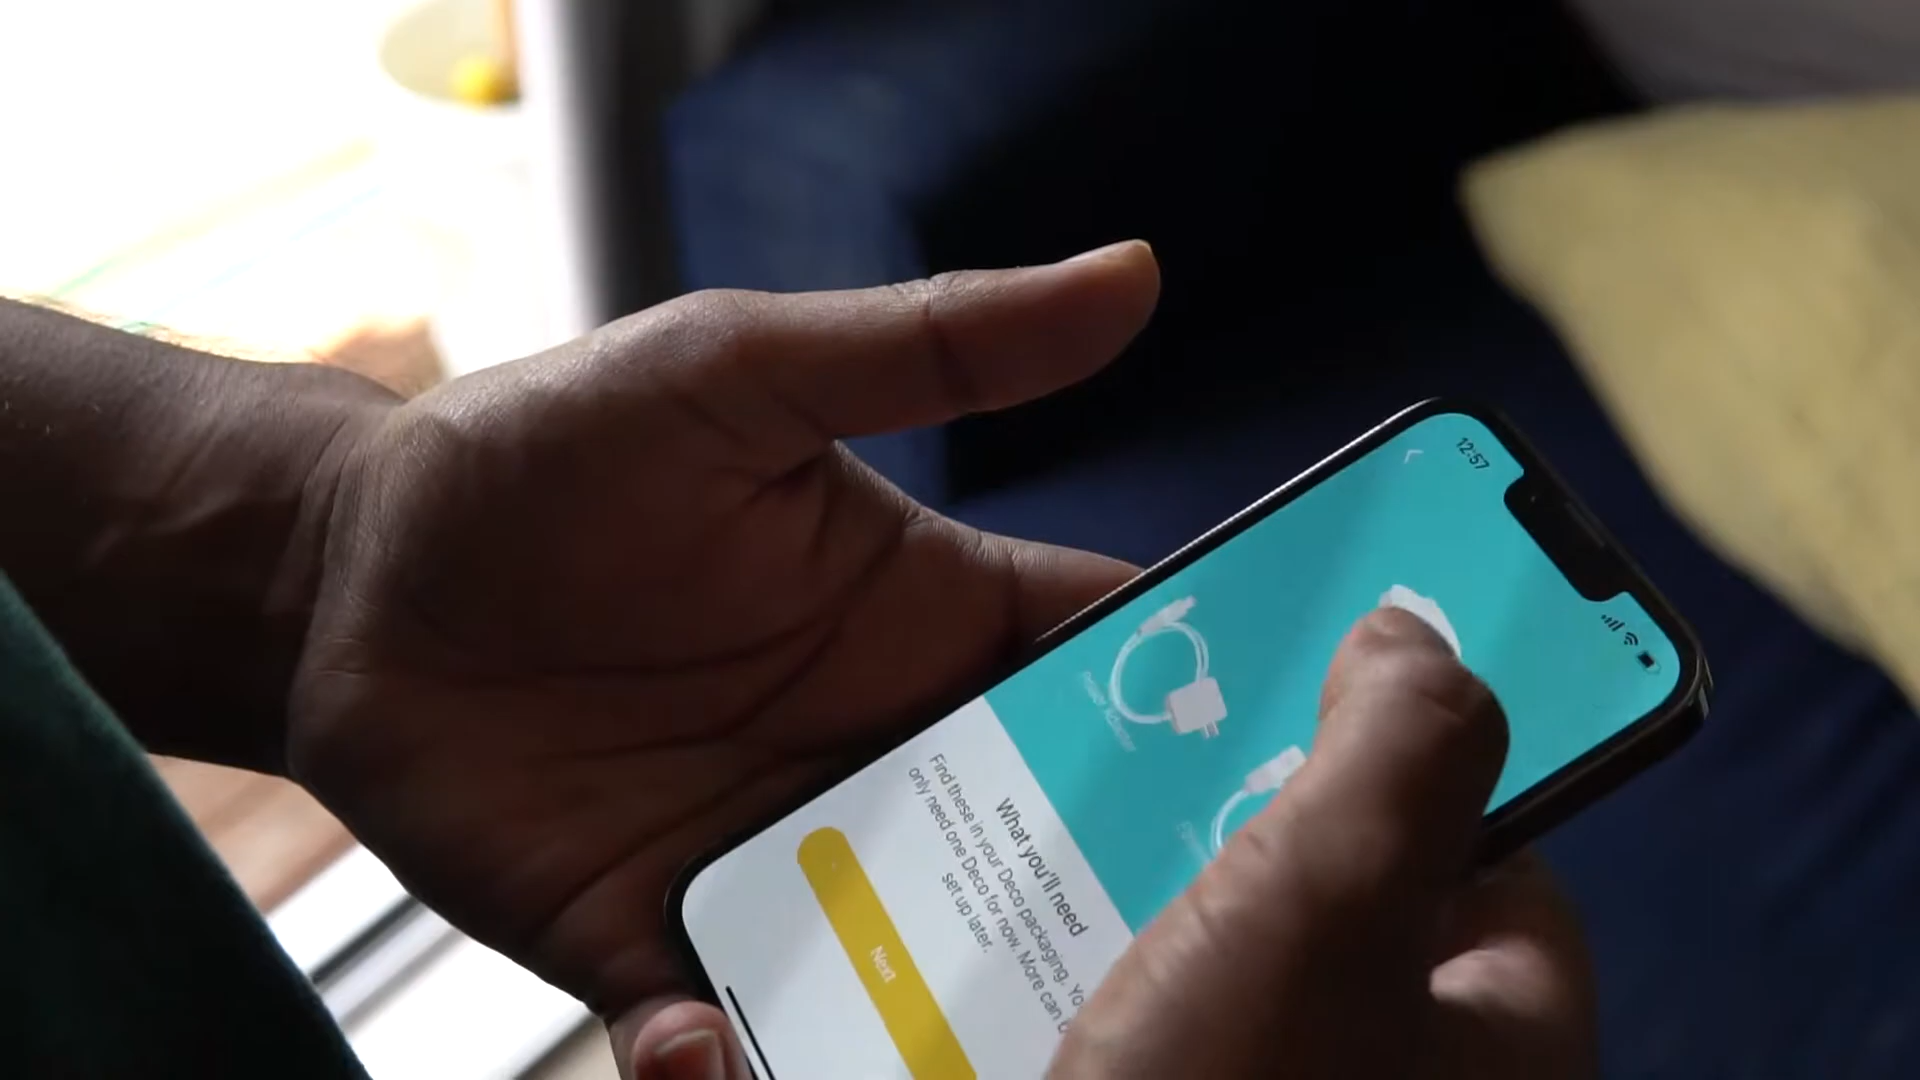 12:57
What you'll need
Find these in your Deco packaging.
only need one Deco for now. More can
set up later.
Next